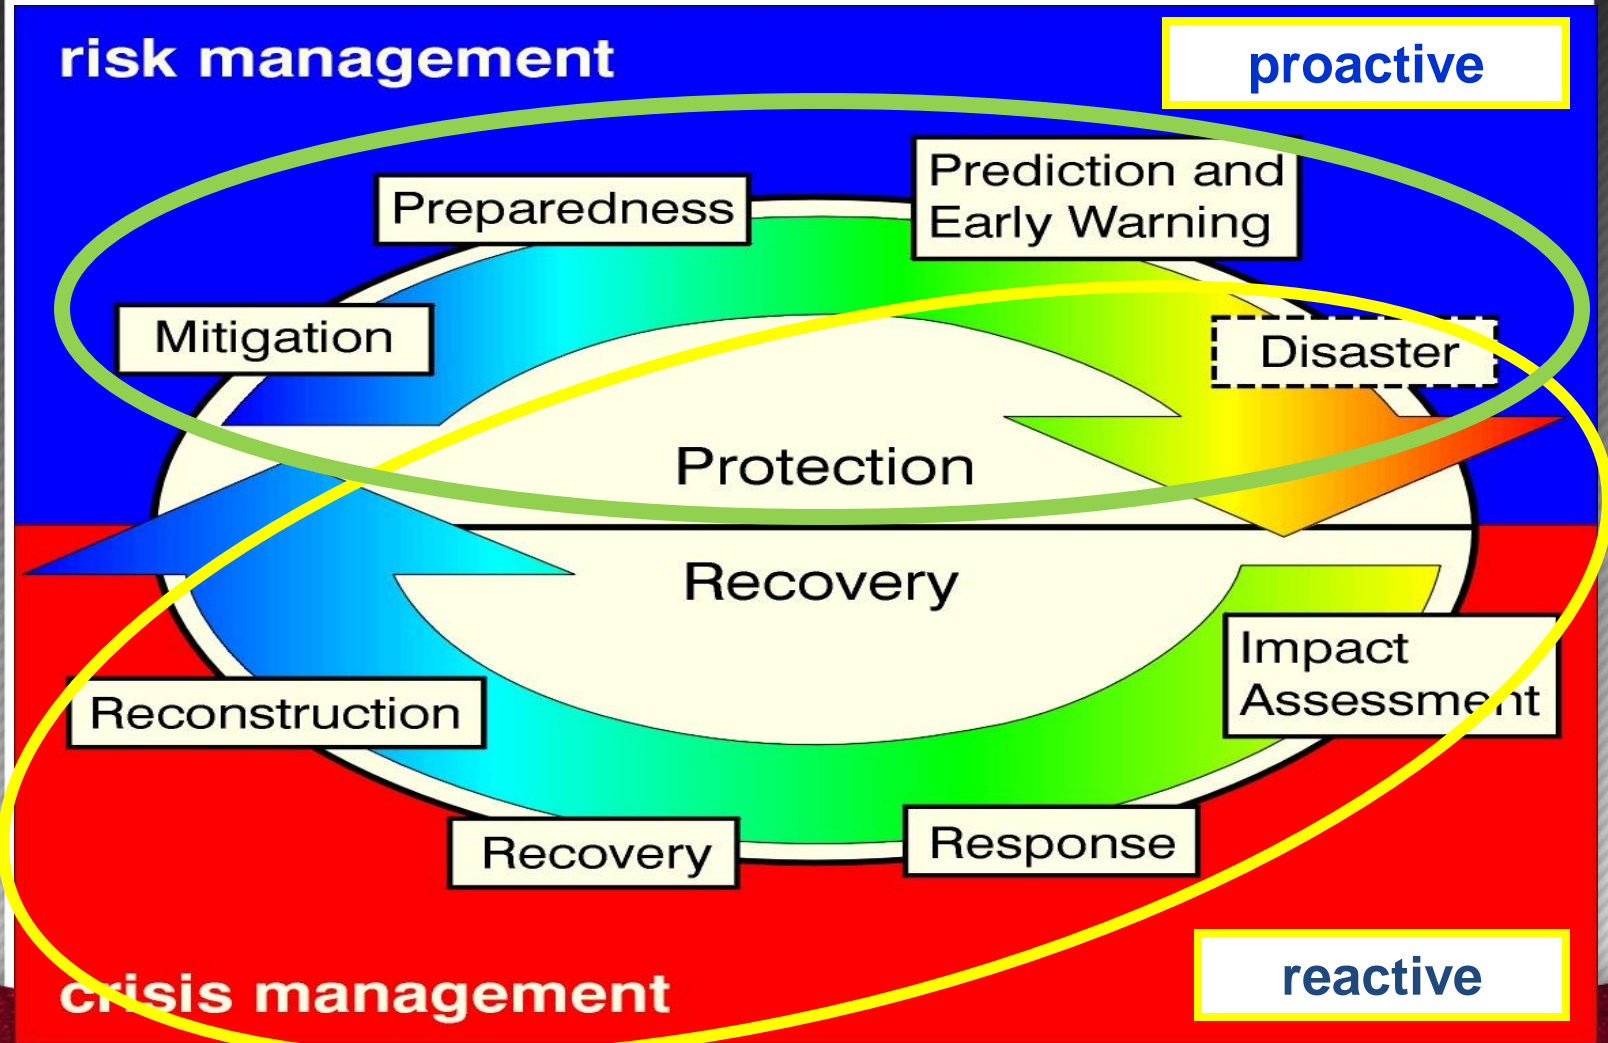 risk management
proactive
Preparedness
Prediction and
Early Warning
Mitigation
Disaster
Protection
Recovery
Impact
Assessment
Reconstruction
Recovery
Response
crisis management
reactive